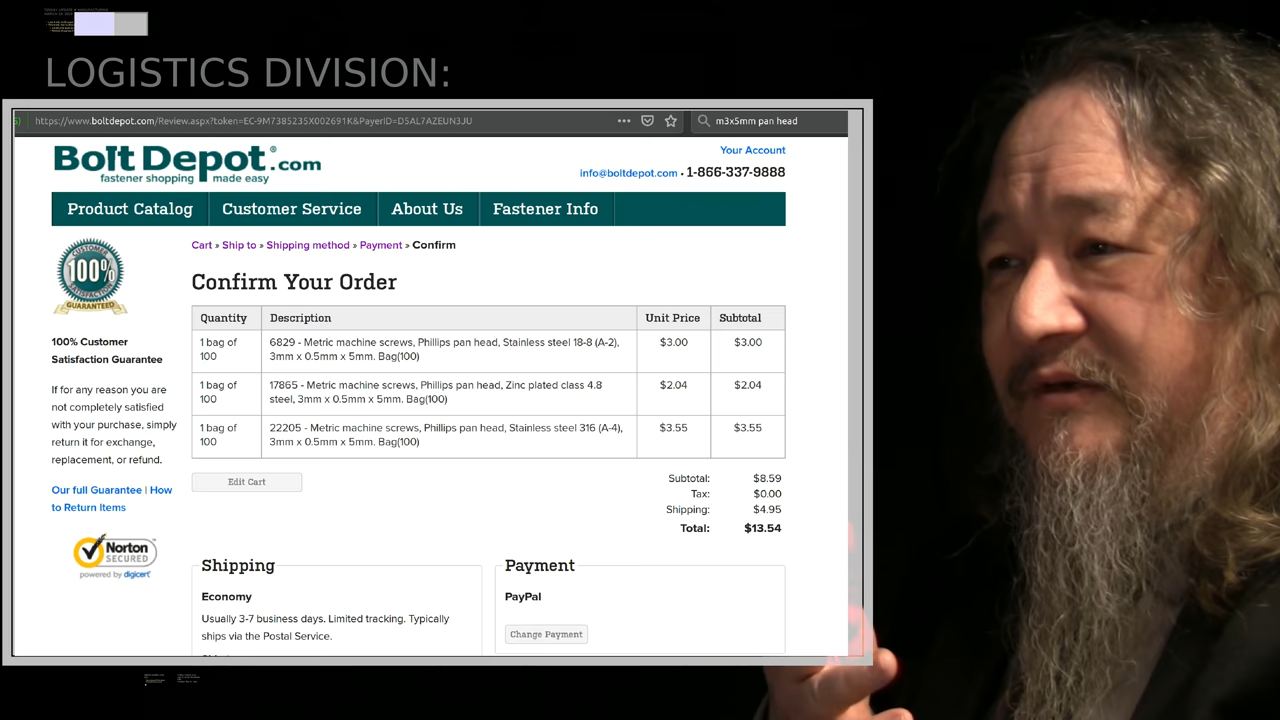 LOGISTICS DIVISION:
https://www.boltdepot.com/Review.aspx?token=EC-9M7385235X002691K&PayerID=D5AL7AZEUN3JU
m3x5mm pan head
Bolt Depot.com
fastener shopping made easy
Your Account
info@boltdepot.com • 1-866-337-9888
Product Catalog
Customer Service
About Us
Fastener Info
CUSTOMER
100%
SATISFACTION
GUARANTEED
Cart » Ship to » Shipping method » Payment » Confirm
Confirm Your Order
Quantity Description Unit Price Subtotal
1 bag of 6829 - Metric machine screws, Phillips pan head, Stainless steel 18-8 (A-2), $3.00 $3.00
100 3mm x 0.5mm x 5mm. Bag(100)
1 bag of 17865 - Metric machine screws, Phillips pan head, Zinc plated class 4.8 $2.04 $2.04
100 steel, 3mm x 0.5mm x 5mm. Bag(100)
1 bag of 22205 - Metric machine screws, Phillips pan head, Stainless steel 316 (A-4), $3.55 $3.55
100 3mm x 0.5mm x 5mm. Bag(100)
Edit Cart
Subtotal: $8.59
Tax: $0.00
Shipping: $4.95
Total: $13.54
100% Customer
Satisfaction Guarantee
If for any reason you are
not completely satisfied
with your purchase, simply
return it for exchange,
replacement, or refund.
Our full Guarantee | How
to Return Items
Norton
SECURED
powered by digicert
Shipping
Economy
Usually 3-7 business days. Limited tracking. Typically
ships via the Postal Service.
Payment
PayPal
Change Payment